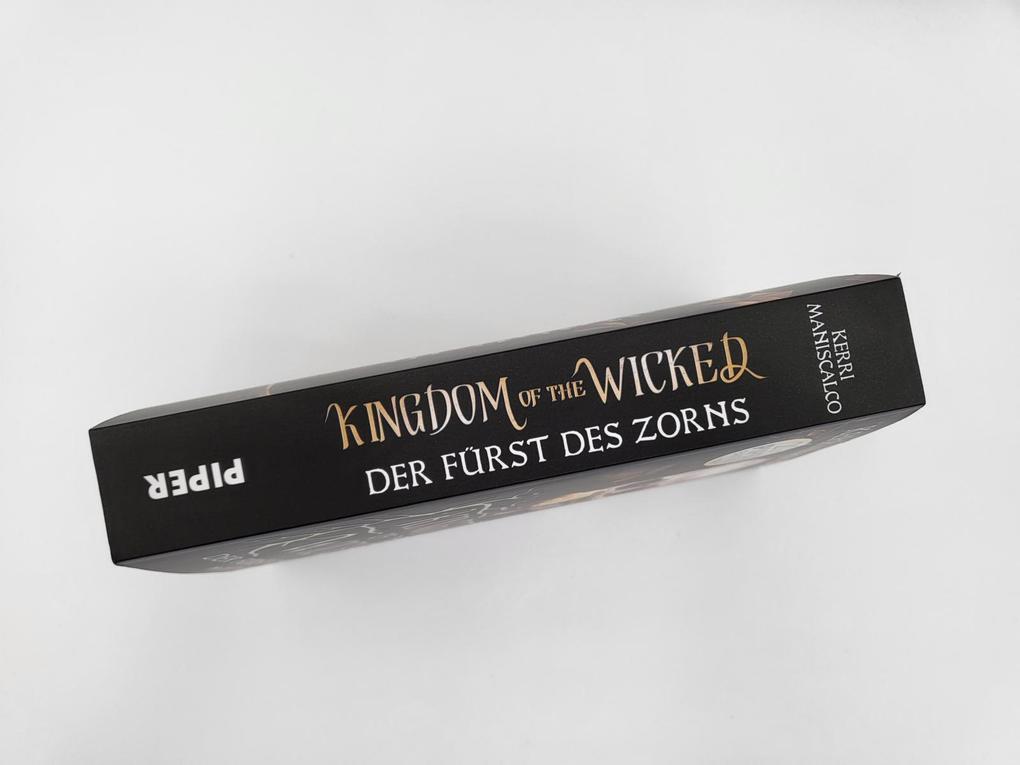 KERRI
MANISCALCO
KINGDOM OF THE WICKED
DER FÜRST DES ZORNS
PIPER